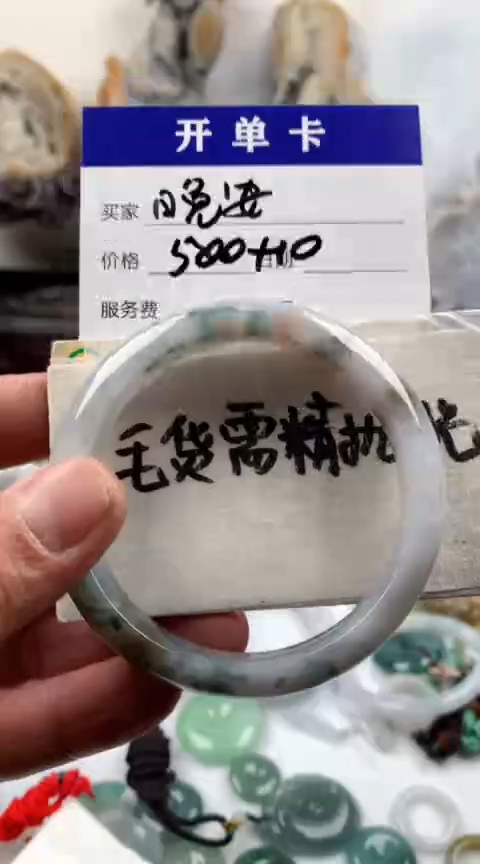 开单卡
买家 晚安
价格 500+10
服务费
毛货需精抛光